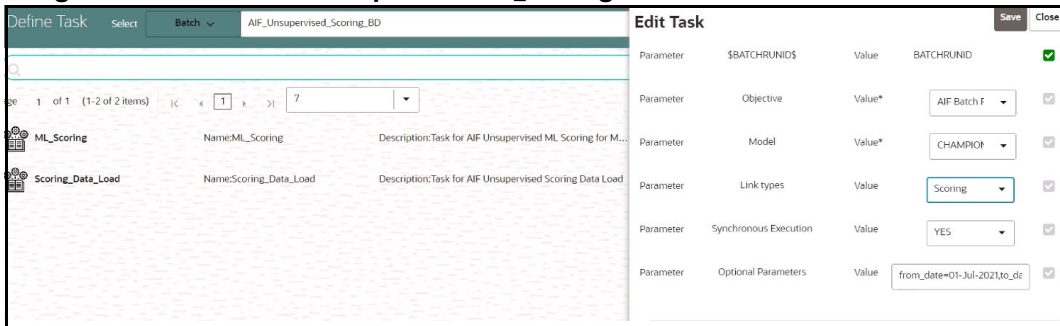 Define Task Select Batch AIF_Unsupervised_Scoring_BD
1 of 1 (1-2 of 2 items) 1 7
ML_Scoring Name:ML_Scoring Description:Task for AIF Unsupervised ML Scoring for M...
Scoring_Data_Load Name:Scoring_Data_Load Description:Task for AIF Unsupervised Scoring Data Load
Edit Task Save Close
Parameter $BATCHRUNID$ Value BATCHRUNID
Parameter Objective Value* AIF Batch
Parameter Model Value*
Parameter Link types Value Scoring
Parameter Synchronous Execution Value YES
Parameter Optional Parameters Value from_date=01-Jul-2021,to_da